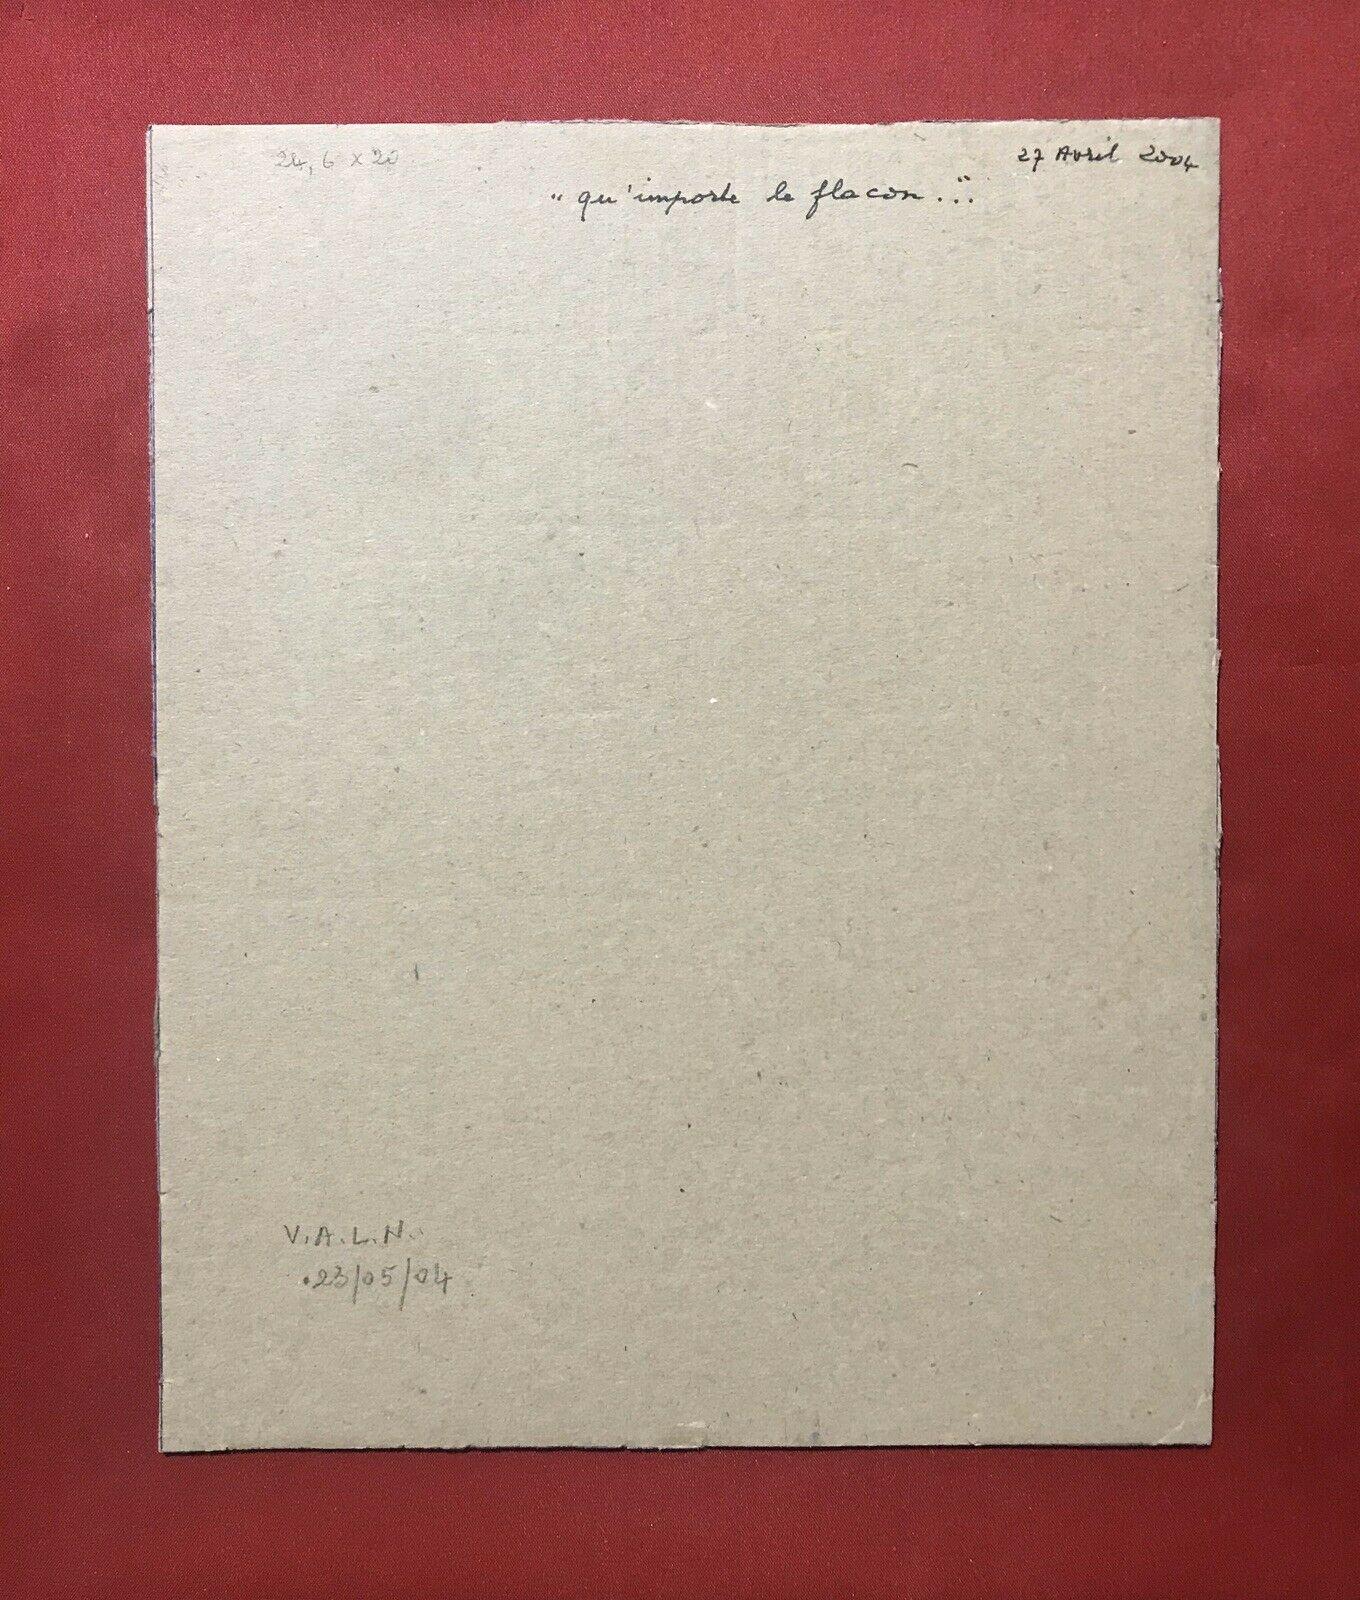 24,6 x 20
27 Avril 2004
"qu'importe le flacon..."
V.A.L.N.
.23/05/04